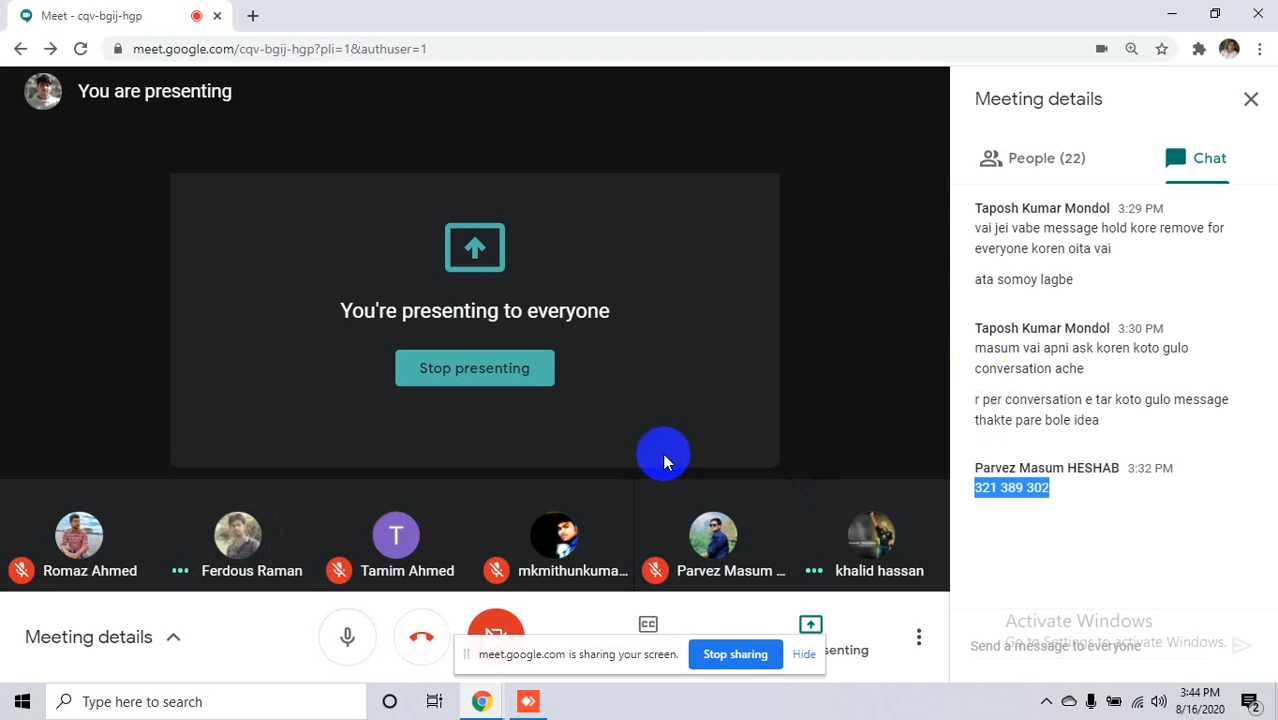 Meet - cqv-bgij-hgp
meet.google.com/cqv-bgij-hgp?pli=1&authuser=1
You are presenting
You're presenting to everyone
Stop presenting
Romaz Ahmed
Ferdous Raman
T
Tamim Ahmed
mkmithunkuma...
Parvez Masum ...
khalid hassan
Meeting details
CC
meet.google.com is sharing your screen.
Stop sharing
Hide
senting
Meeting details
People (22)
Chat
Taposh Kumar Mondol 3:29 PM
vai jei vabe message hold kore remove for
everyone koren oita vai
ata somoy lagbe
Taposh Kumar Mondol 3:30 PM
masum vai apni ask koren koto gulo
conversation ache
r per conversation e tar koto gulo message
thakte pare bole idea
Parvez Masum HESHAB 3:32 PM
321 389 302
Activate Windows
Go to Settings to activate Windows.
Send a message to everyone
Type here to search
3:44 PM
8/16/2020
2